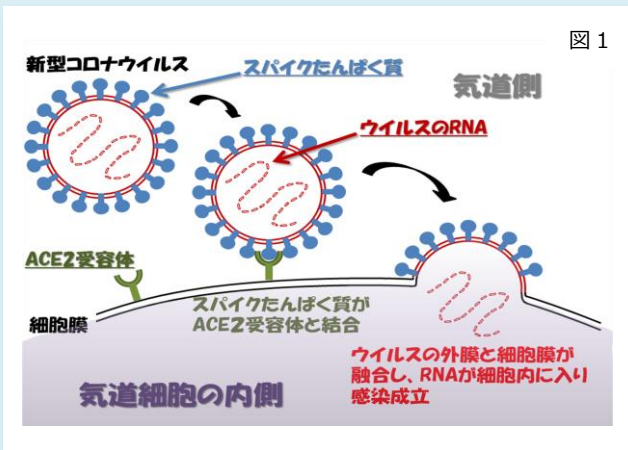 図１
新型コロナウイルス
スパイクたんぱく質
気道側
ウイルスのRNA
ACE2受容体
細胞膜
スパイクたんぱく質が
ACE2受容体と結合
ウイルスの外膜と細胞膜が
融合し、RNAが細胞内に入り
感染成立
気道細胞の内側